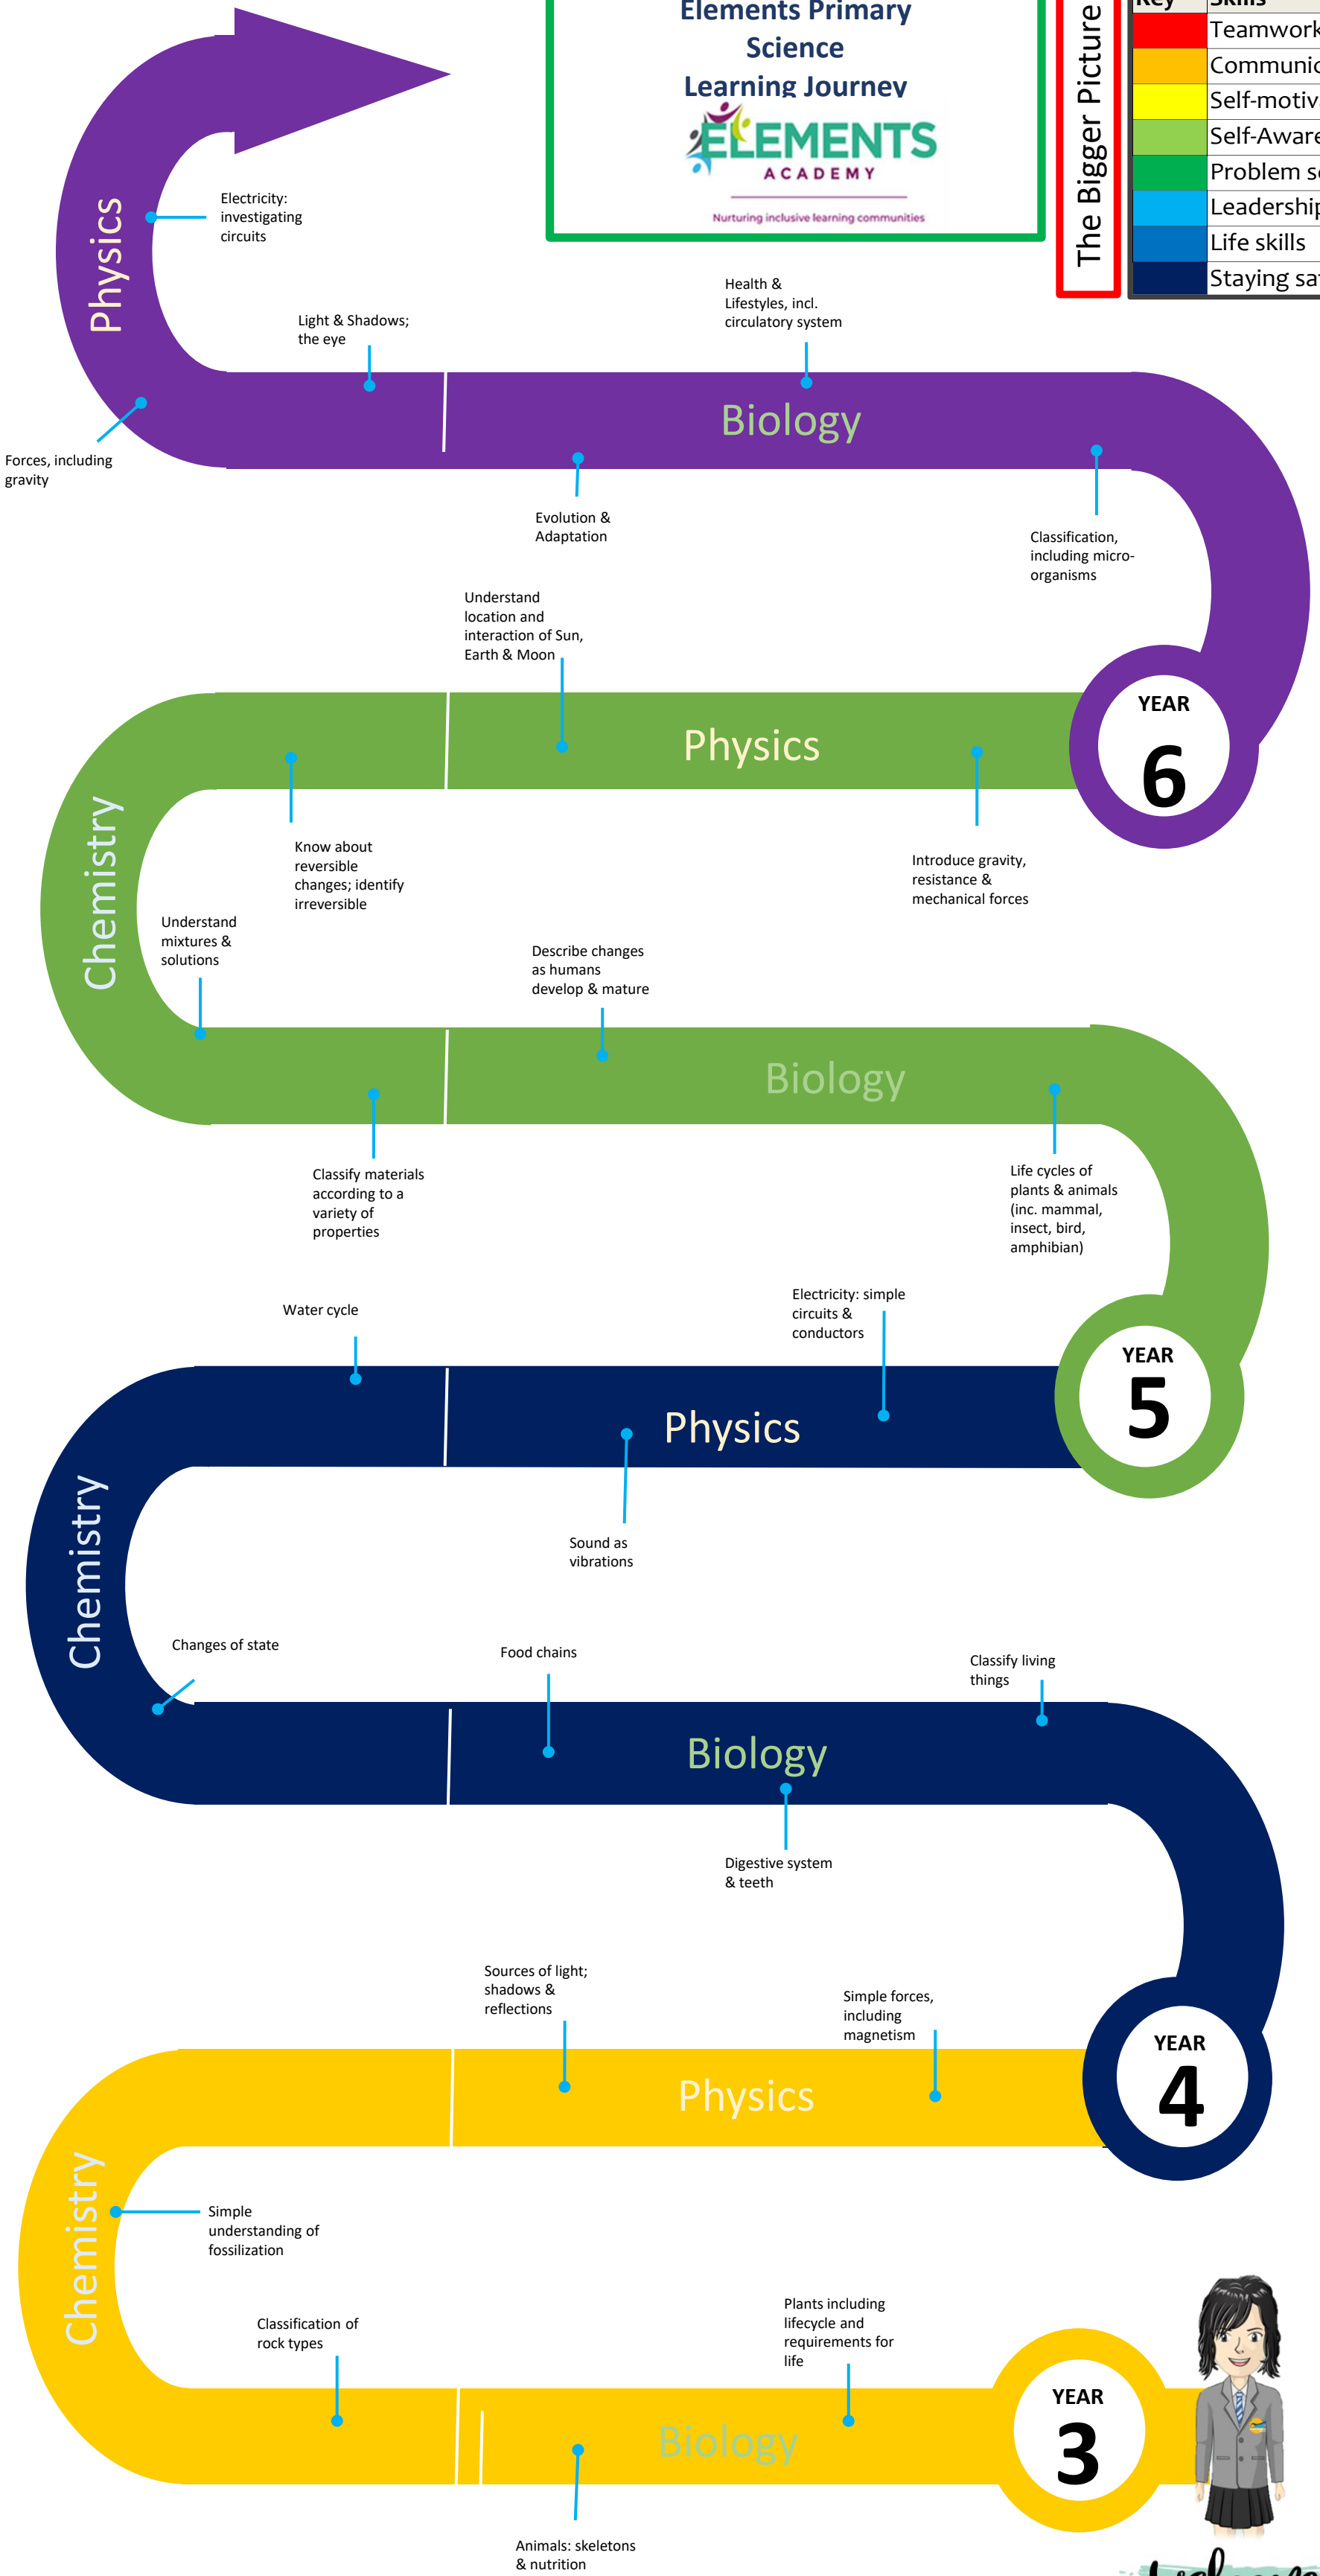 Elements Primary
Science
Learning Journey
ELEMENTS
ACADEMY
Nurturing inclusive learning communities
The Bigger Picture
Key Skills
Teamwork
Self-
Problem
Leadership
Life skills
Staying
Physics
Electricity:
investigating
circuits
Light & Shadows;
the eye
Health &
Lifestyles, incl.
circulatory system
Biology
Forces, including
gravity
Evolution &
Adaptation
Classification,
including micro-
organisms
Understand
location and
interaction of Sun,
Earth & Moon
YEAR
6
Physics
Know about
reversible
changes; identify
irreversible
Introduce gravity,
resistance &
mechanical forces
Chemistry
Understand
mixtures &
solutions
Describe changes
as humans
develop & mature
Biology
Classify materials
according to a
variety of
properties
Life cycles of
plants & animals
(inc. mammal,
insect, bird,
amphibian)
Water cycle
Electricity: simple
circuits &
conductors
YEAR
5
Physics
Sound as
vibrations
Chemistry
Changes of state
Food chains
Classify living
things
Biology
Digestive system
& teeth
Sources of light;
shadows &
reflections
Simple forces,
including
magnetism
YEAR
4
Physics
Chemistry
Simple
understanding of
fossilization
Classification of
rock types
Plants including
lifecycle and
requirements for
life
YEAR
3
Biology
Animals: skeletons
& nutrition